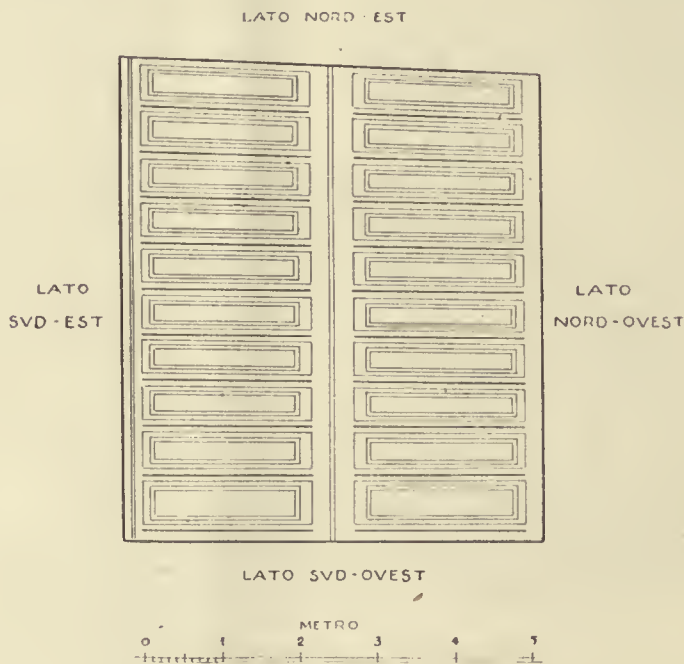 LATO NORD-EST
LATO
SVD-EST
LATO
NORD-OVEST
LATO SVD-OVEST
METRO
0 1 2 3 4 5